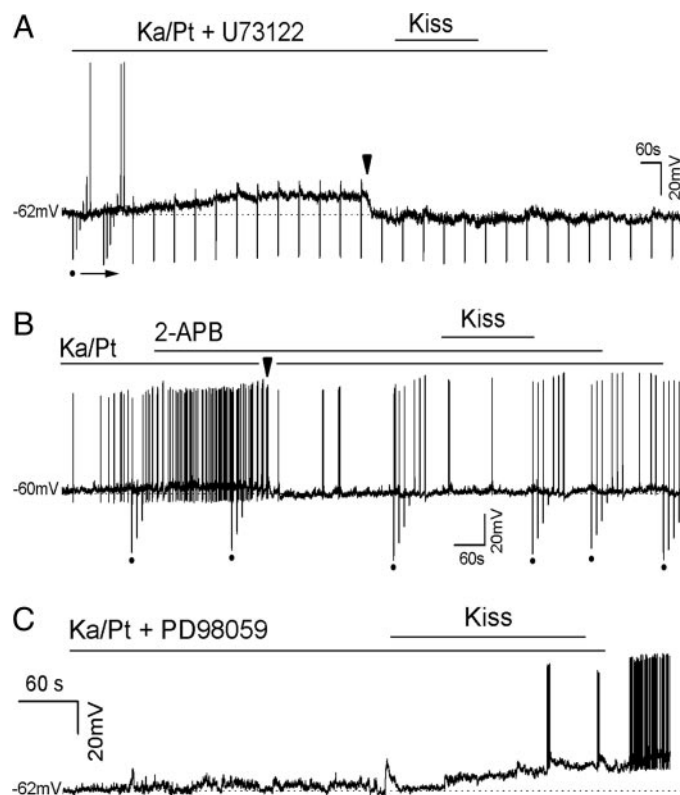 A
Ka/Pt + U73122
Kiss
60s
20mV
-62mV
B
2-APB
Kiss
Ka/Pt
-60mV
60s
20mV
C
Ka/Pt + PD98059
Kiss
60 s
20mV
-62mV